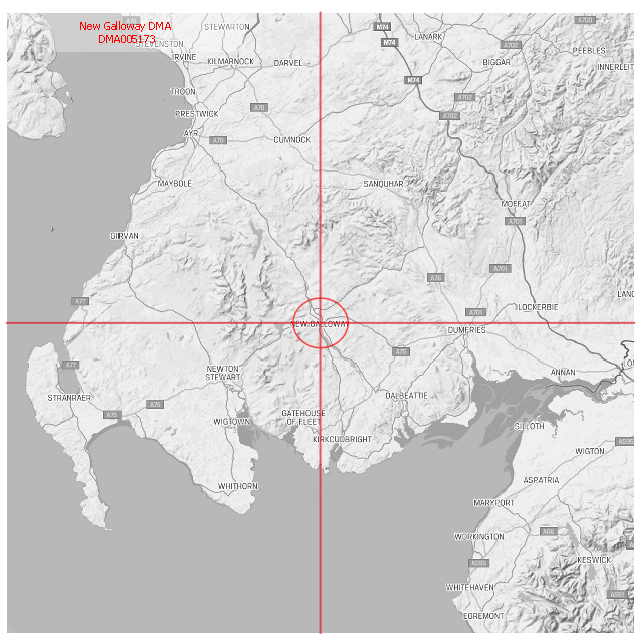 New Galloway DMA
DMA005173
STEWARTON
STEVENSTON
IRVINE
KILMARNOCK
DARVEL
TROON
A76
PRESTWICK
AYR
A70
CUMNOCK
MAYBOLE
GIRVAN
M74
M74
LANARK
A703
A702
PEEBLES
BIGGAR
INNERLEIT
M74
A702
A702
SANQUHAR
MOFFAT
A701
A701
A76
A77
LOCKERBIE
A701
LANG
NEW GALLOWAY
DUMFRIES
A75
A77
NEWTON
STEWART
ANNAN
STRANRAER
A75
A75
DALBEATTIE
WIGTOWN
GATEHOUSE
OF FLEET
KIRKCUDBRIGHT
SILLOTH
A595
WIGTON
WHITHORN
ASPATRIA
MARYPORT
A66
WORKINGTON
A595
KESWICK
WHITEHAVEN
A591
EGREMONT